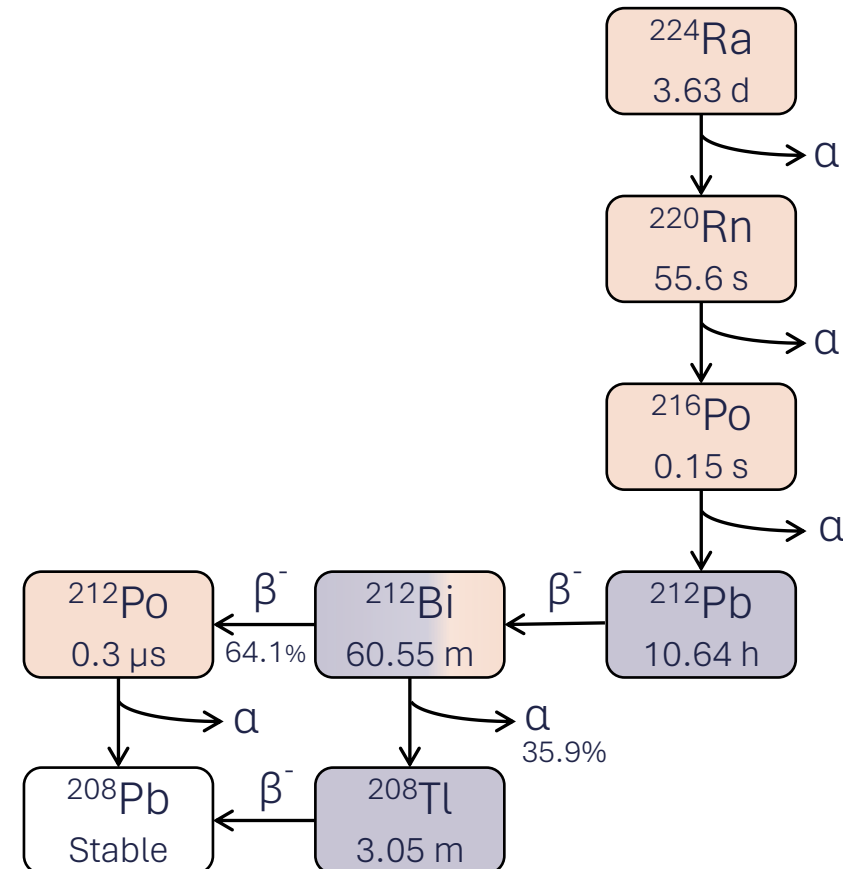 ²²⁴Ra
3.63 d
α
²²⁰Rn
55.6 s
α
²¹⁶Po
0.15 s
α
²¹²Po
0.3 µs
β⁻
64.1%
²¹²Bi
60.55 m
β⁻
²¹²Pb
10.64 h
α
α
35.9%
²⁰⁸Pb
Stable
β⁻
²⁰⁸Tl
3.05 m